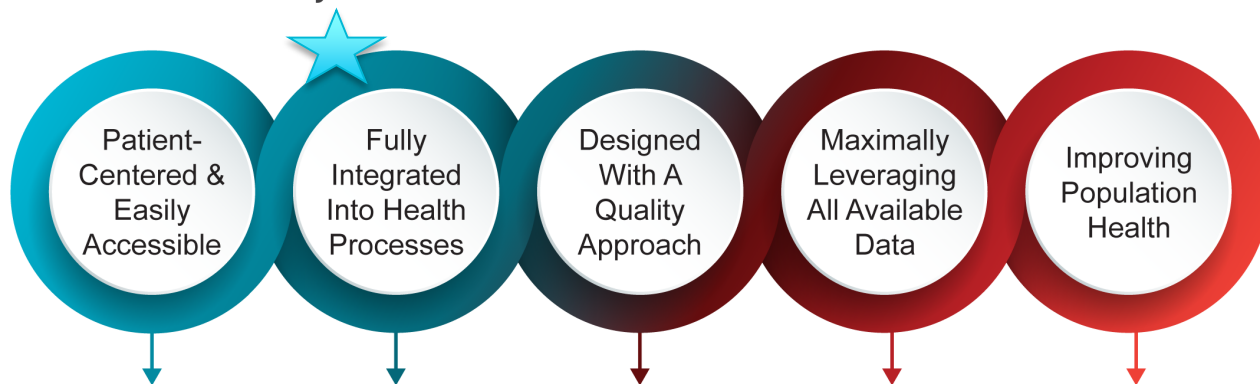 Patient-
Centered &
Easily
Accessible
Fully
Integrated
Into Health
Processes
Designed
With A
Quality
Approach
Maximally
Leveraging
All Available
Data
Improving
Population
Health